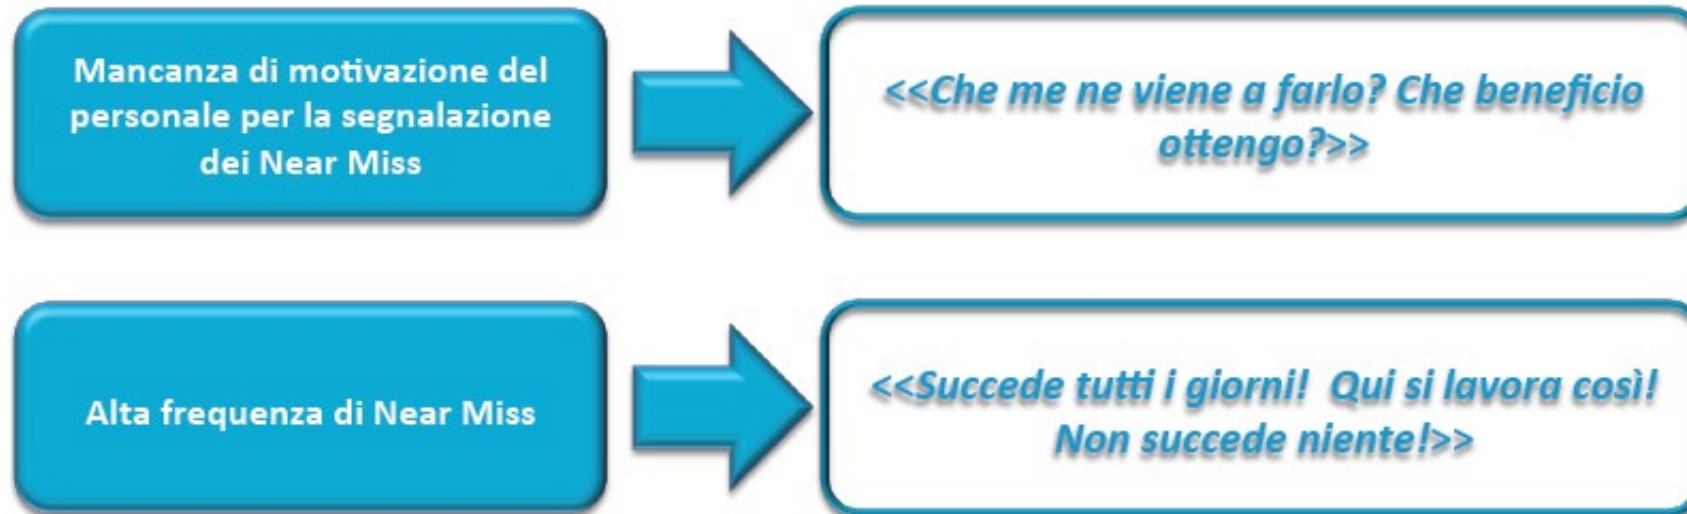 Mancanza di motivazione del
personale per la segnalazione
dei Near Miss
<<Che me ne viene a farlo? Che beneficio
ottengo?>>
Alta frequenza di Near Miss
<<Succede tutti i giorni!  Qui si lavora così!
Non succede niente!>>